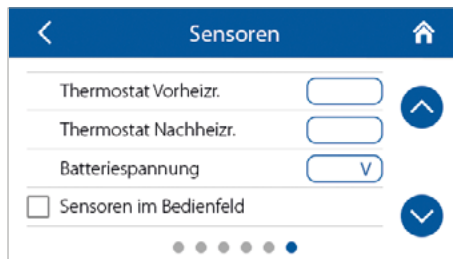 Sensoren
Thermostat Vorheizr.
Thermostat Nachheizr.
Batteriespannung V
Sensoren im Bedienfeld